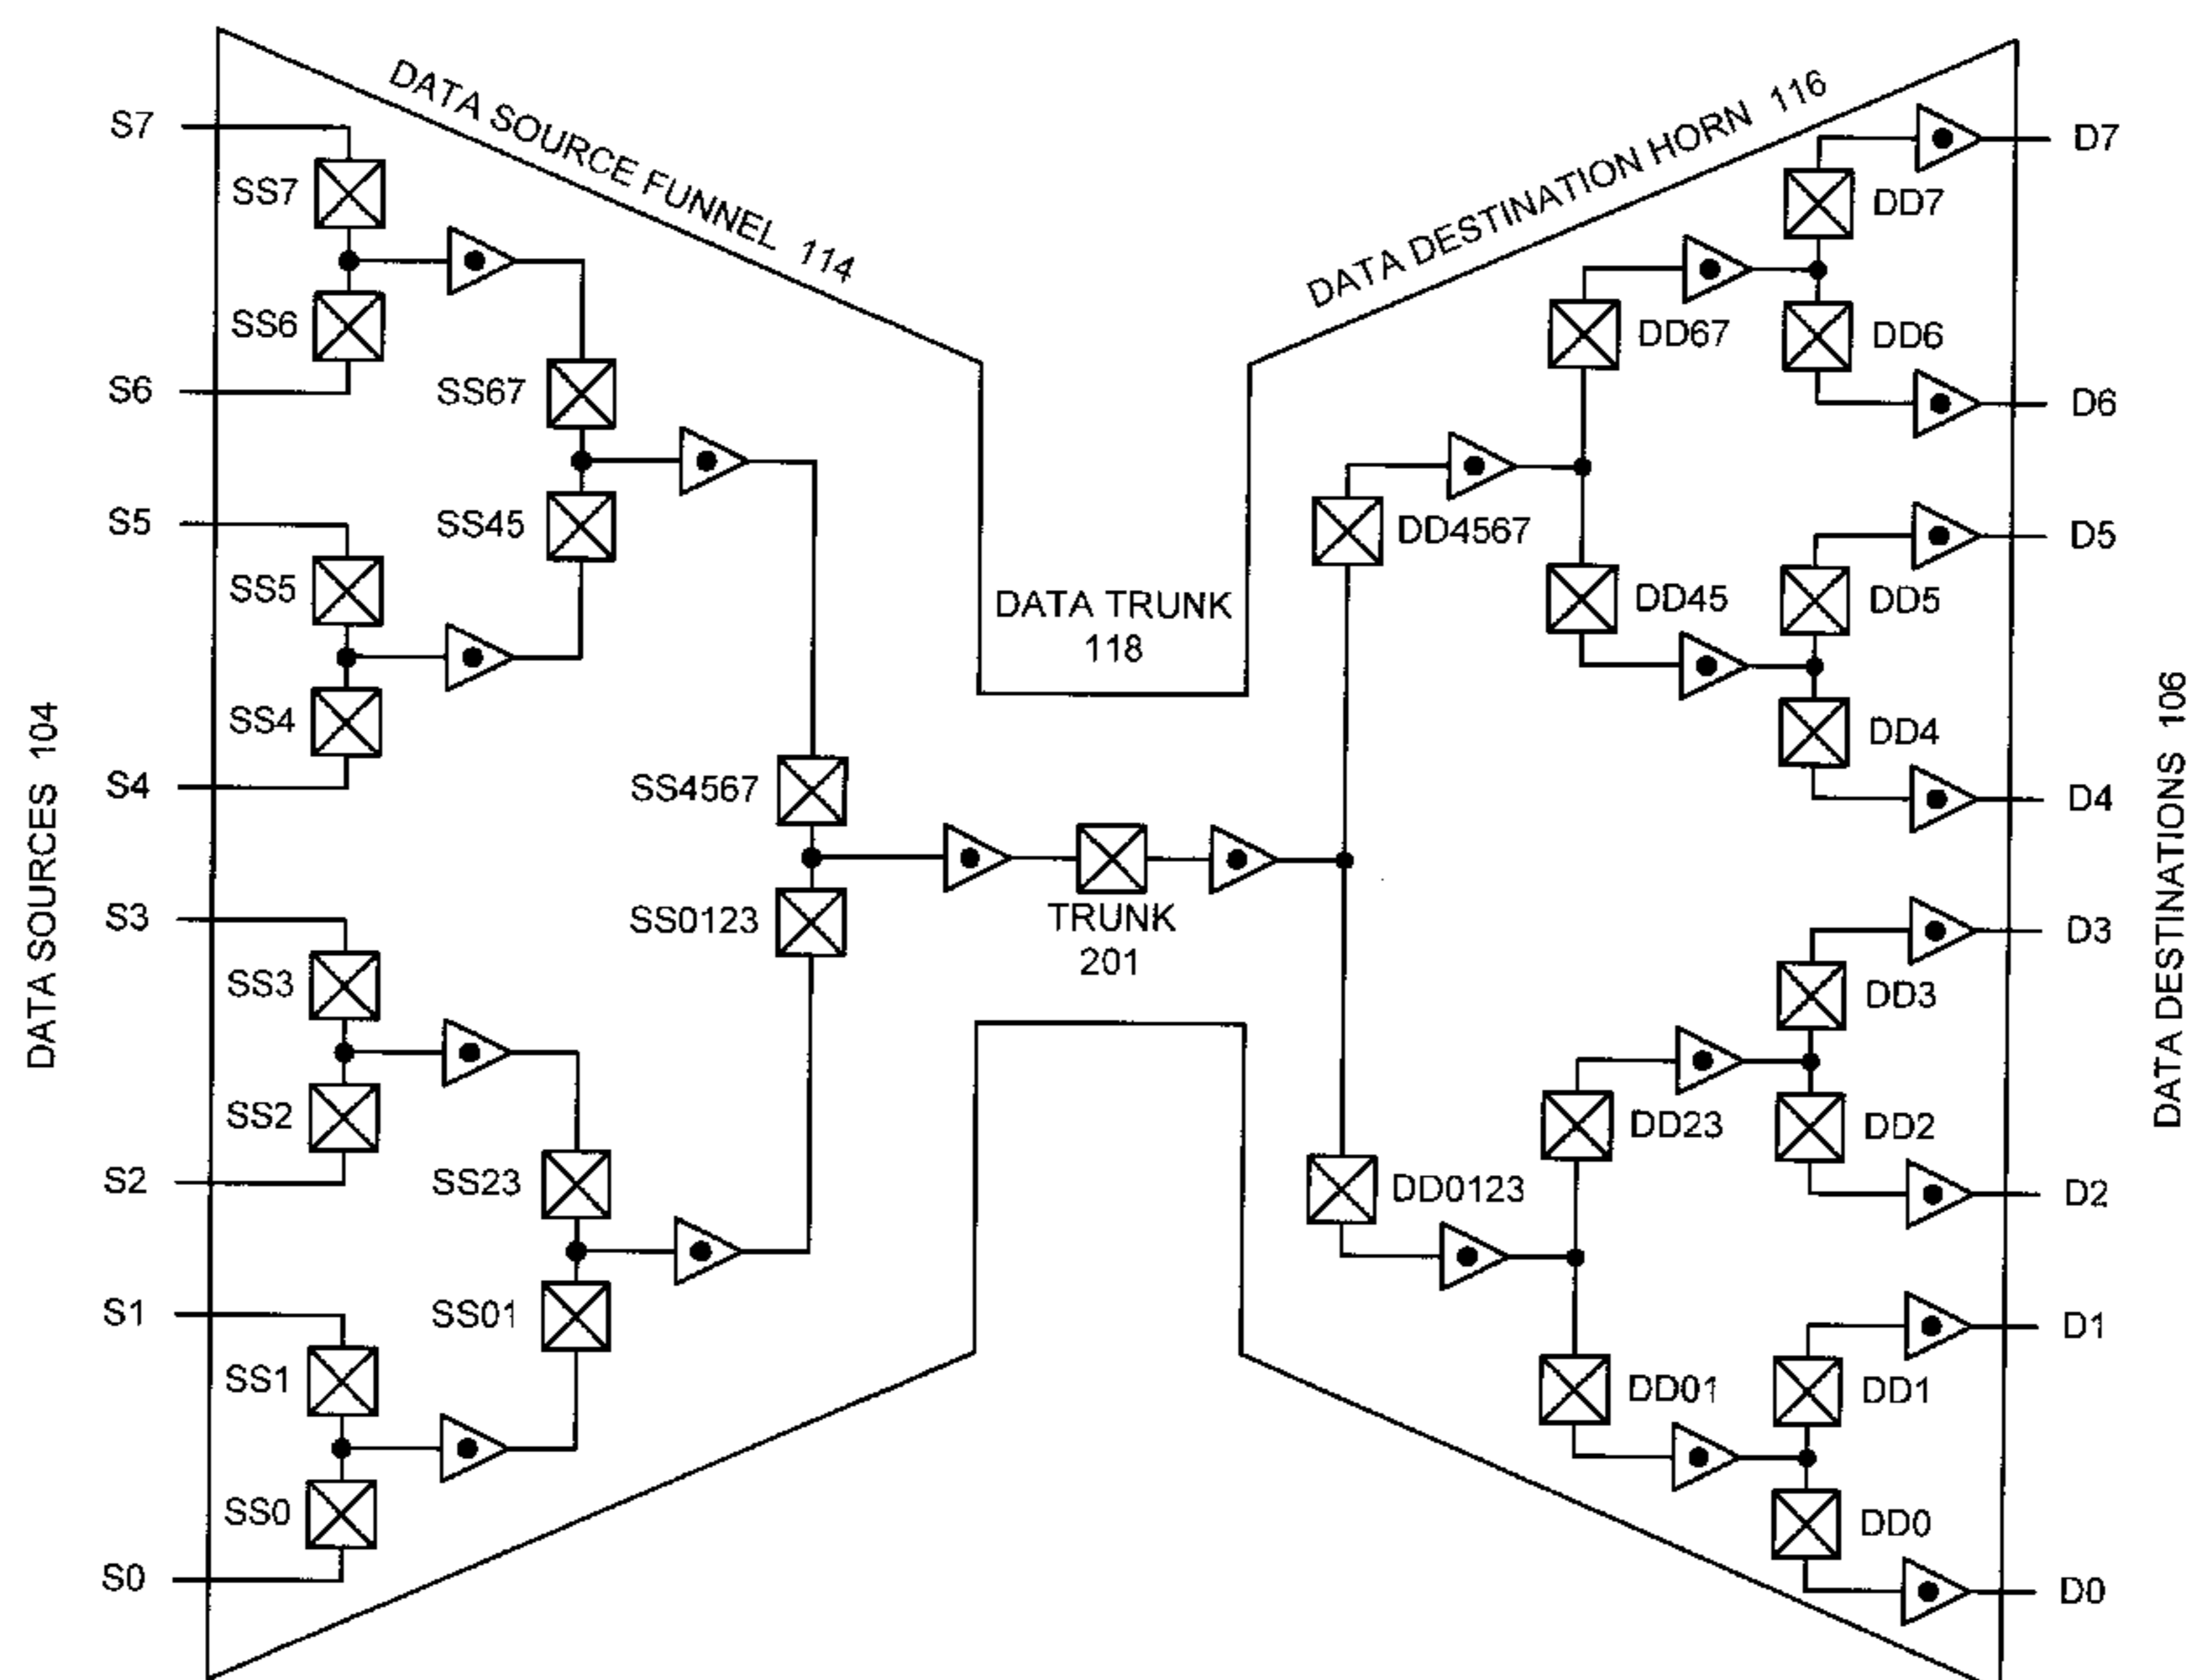 DATA SOURCE FUNNEL 114
DATA DESTINATION HORN 116
DATA SOURCES 104
S7
S6
S5
S4
S3
S2
S1
S0
SS7
SS6
SS5
SS4
SS3
SS2
SS1
SS0
SS67
SS45
SS23
SS01
SS4567
SS0123
DATA TRUNK
118
TRUNK
201
DD4567
DD0123
DD67
DD45
DD23
DD01
DD7
DD6
DD5
DD4
DD3
DD2
DD1
DD0
D7
D6
D5
D4
D3
D2
D1
D0
DATA DESTINATIONS 106